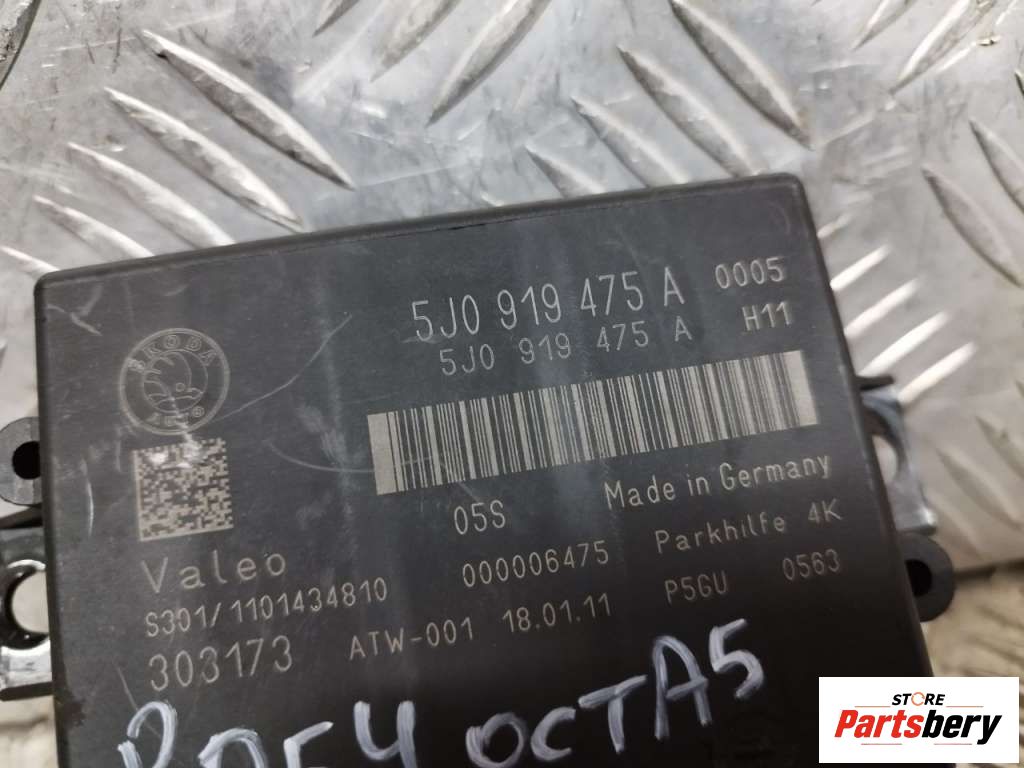 5J0 919 475 A 0005
5J0 919 475 A H11
ŠKODA
05S Made in Germany
Valeo 000006475 Parkhilfe 4K
S301/1101434810
303173 ATW-001 18.01.11 P5GU 0563
OCTA5
STORE
Partsbery